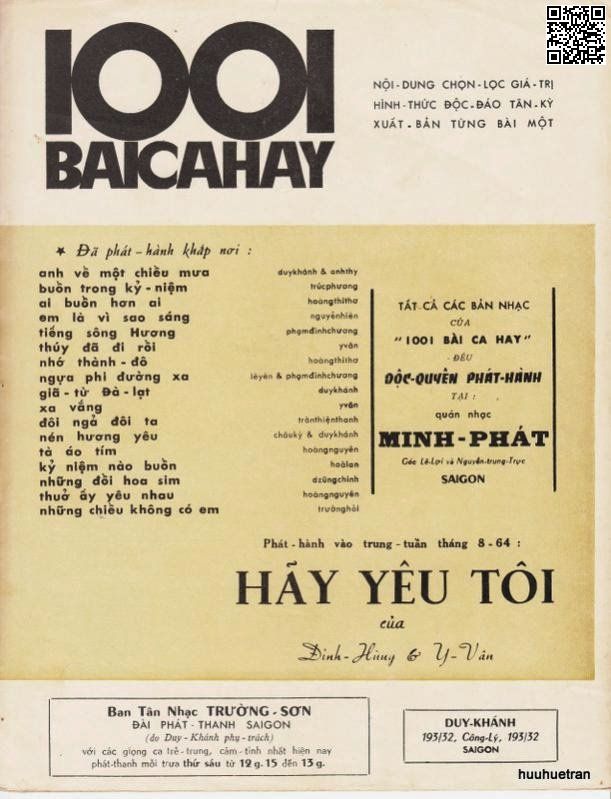 1001
BAICAHAY
NỘI-DUNG CHỌN-LỌC GIÁ-TRỊ
HÌNH-THỨC ĐỘC-ĐÁO TÂN-KỲ
XUẤT-BẢN TỪNG BÀI MỘT
★ Đã phát-hành khắp nơi :
anh về một chiều mưa duykhánh & anhthy
buồn trong kỷ-niệm trúcphương
ai buồn hơn ai hoàngthithơ
em là vì sao sáng nguyễnhiền
tiếng sông Hương phạmđìnhchương
thúy đã đi rồi yvân
nhớ thành-đô hoàngthithơ
ngựa phi đường xa lêyên & phạmđìnhchương
giã-từ Đà-lạt duykhánh
xa vắng yvân
đôi ngả đôi ta trầnthiệnthanh
nén hương yêu châukỳ & duykhánh
tà áo tím hoàngnguyên
kỷ niệm nào buồn hoàilan
những đồi hoa sim dzũngchinh
thuở ấy yêu nhau hoàngnguyên
những chiều không có em trườnghải
TẤT-CẢ CÁC BẢN NHẠC
CỦA
"1001 BÀI CA HAY"
- ĐỀU
ĐỘC-QUYỀN PHÁT-HÀNH
TẠI :
quán nhạc
MINH-PHÁT
Góc Lê-Lợi và Nguyễn-trung-Trực
SAIGON
Phát-hành vào trung-tuần tháng 8-64 :
HÃY YÊU TÔI
của
Đinh-Hùng & Y-Vân
Ban Tân Nhạc TRƯỜNG-SƠN
ĐÀI PHÁT-THANH SAIGON
(do Duy-Khánh phụ-trách)
với các giọng ca trẻ-trung, cảm-tình nhất hiện nay
phát-thanh mỗi trưa thứ sáu từ 12g.15 đến 13g.
DUY-KHÁNH
193/32, Công-Lý, 193/32
SAIGON
huuhuetran